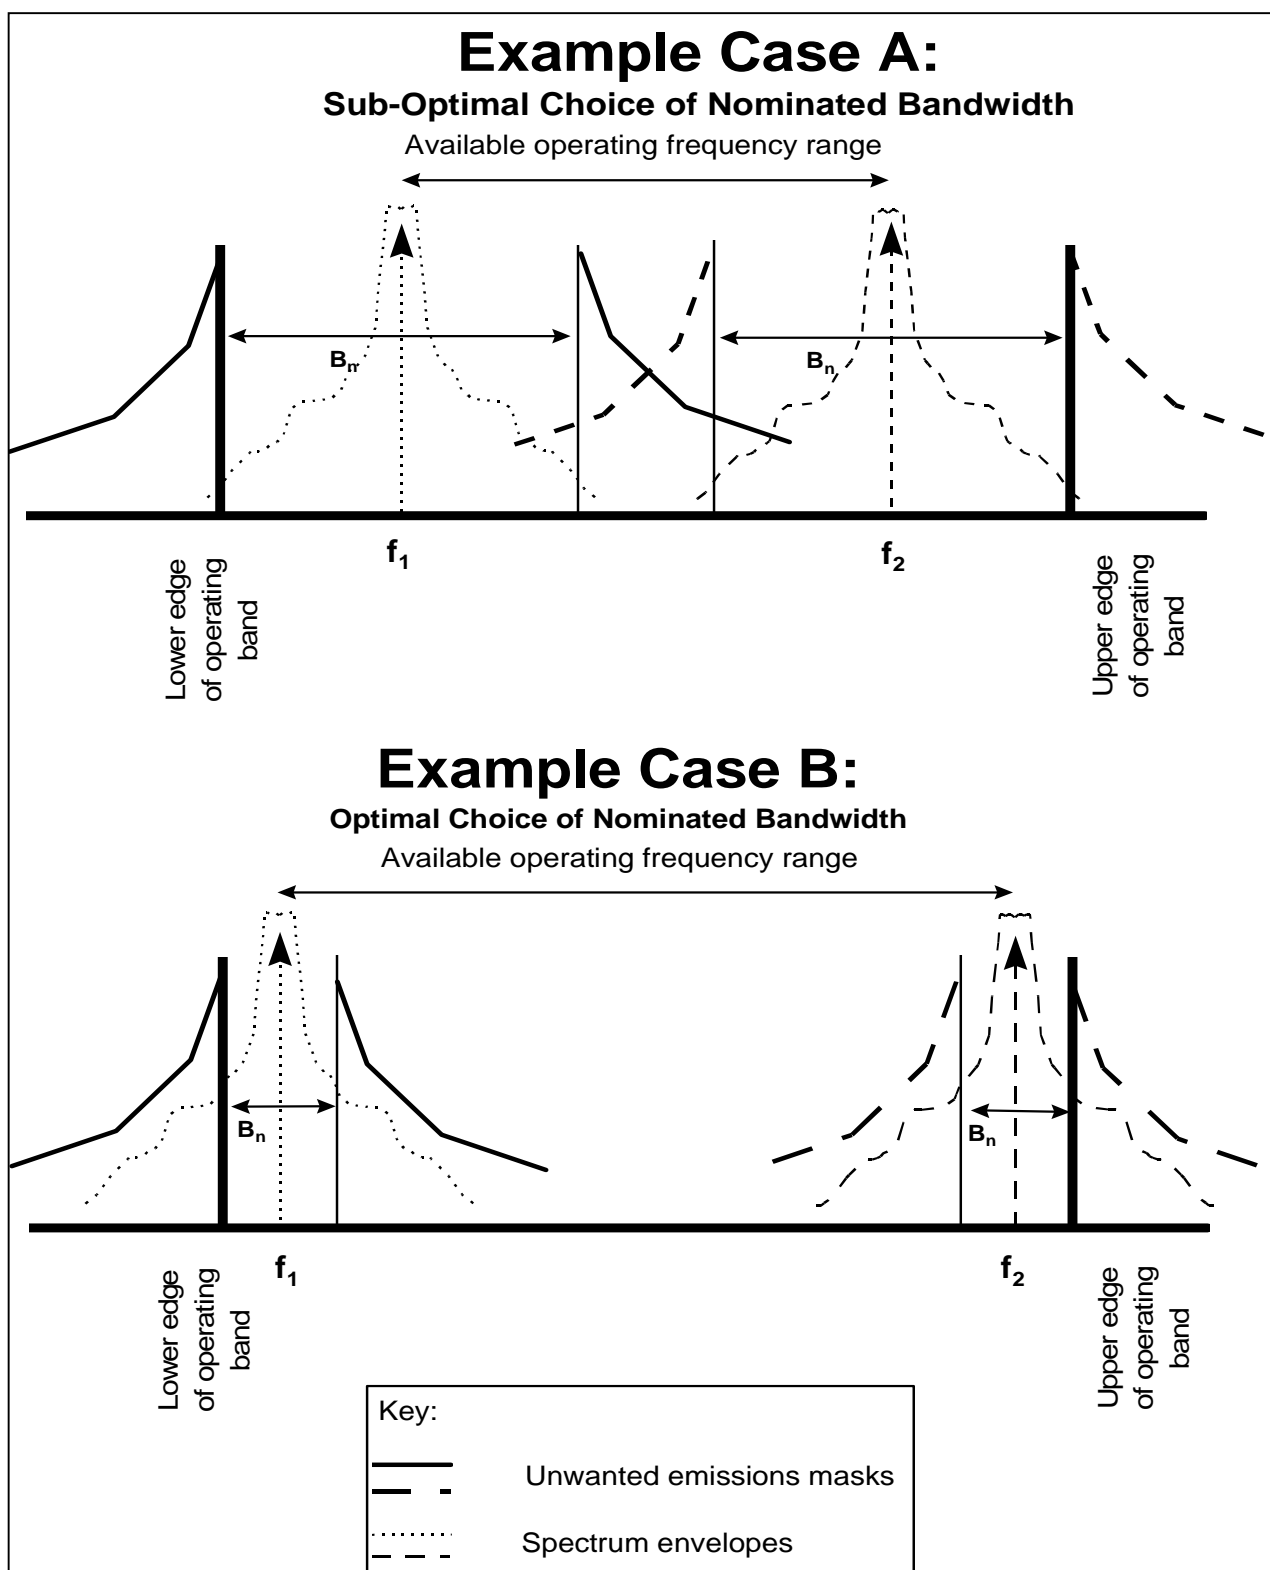 Example Case A:
Sub-Optimal Choice of Nominated Bandwidth
Available operating frequency range
Bn
Bn
f1
f2
Lower edge
of operating
band
Upper edge
of operating
band
Example Case B:
Optimal Choice of Nominated Bandwidth
Available operating frequency range
Bn
Bn
f1
f2
Lower edge
of operating
band
Upper edge
of operating
band
Key:
Unwanted emissions masks
Spectrum envelopes